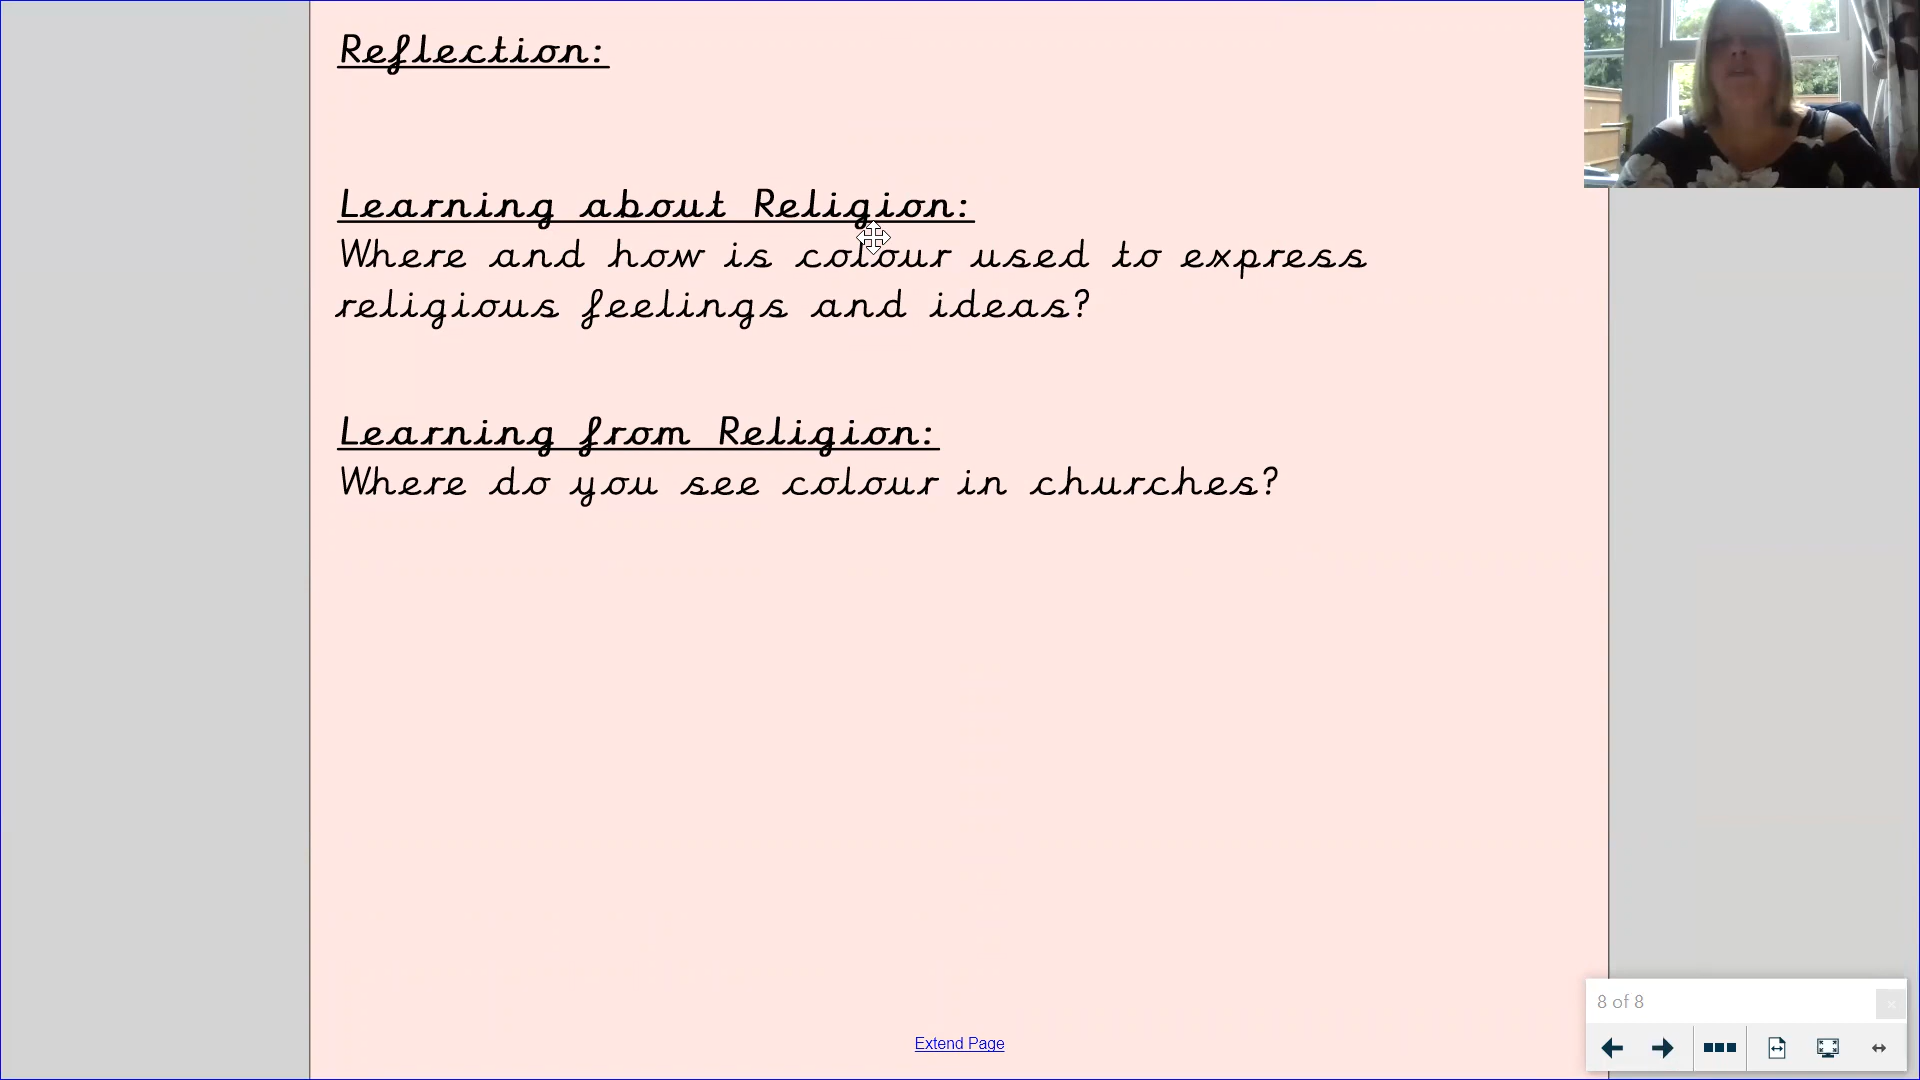 Reflection:
Learning about Religion:
Where and how is colour used to express
religious feelings and ideas?
Learning from Religion:
Where do you see colour in churches?
8 of 8
Extend Page